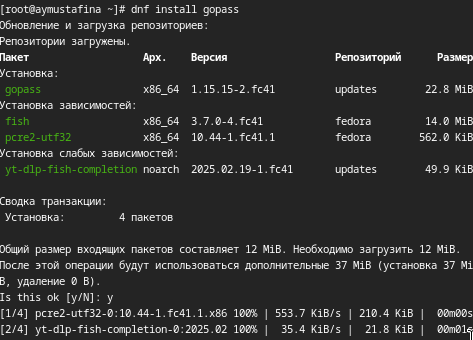 [root@aymustafina ~]# dnf install gopass
Обновление и загрузка репозиториев:
Репозитории загружены.
Пакет Арх. Версия Репозиторий Размер
Установка:
gopass x86_64 1.15.15-2.fc41 updates 22.8 MiB
Установка зависимостей:
fish x86_64 3.7.0-4.fc41 fedora 14.0 MiB
pcre2-utf32 x86_64 10.44-1.fc41.1 fedora 562.0 KiB
Установка слабых зависимостей:
yt-dlp-fish-completion noarch 2025.02.19-1.fc41 updates 49.9 KiB
Сводка транзакции:
Установка: 4 пакетов
Общий размер входящих пакетов составляет 12 MiB. Необходимо загрузить 12 MiB.
После этой операции будут использоваться дополнительные 37 MiB (установка 37 Mi
B, удаление 0 B).
Is this ok [y/N]: y
[1/4] pcre2-utf32-0:10.44-1.fc41.1.x86 100% | 553.7 KiB/s | 210.4 KiB | 00m00s
[2/4] yt-dlp-fish-completion-0:2025.02 100% | 35.4 KiB/s | 21.8 KiB | 00m01s